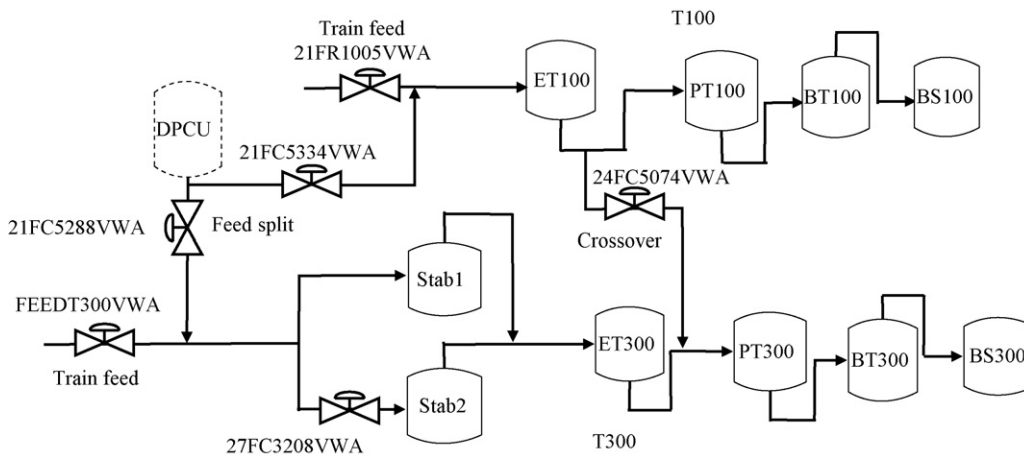 T100
Train feed
21FR1005VWA
ET100
PT100
BT100
BS100
DPCU
21FC5334VWA
24FC5074VWA
21FC5288VWA
Feed split
Crossover
Stab1
FEEDT300VWA
Train feed
ET300
PT300
BT300
BS300
Stab2
27FC3208VWA
T300